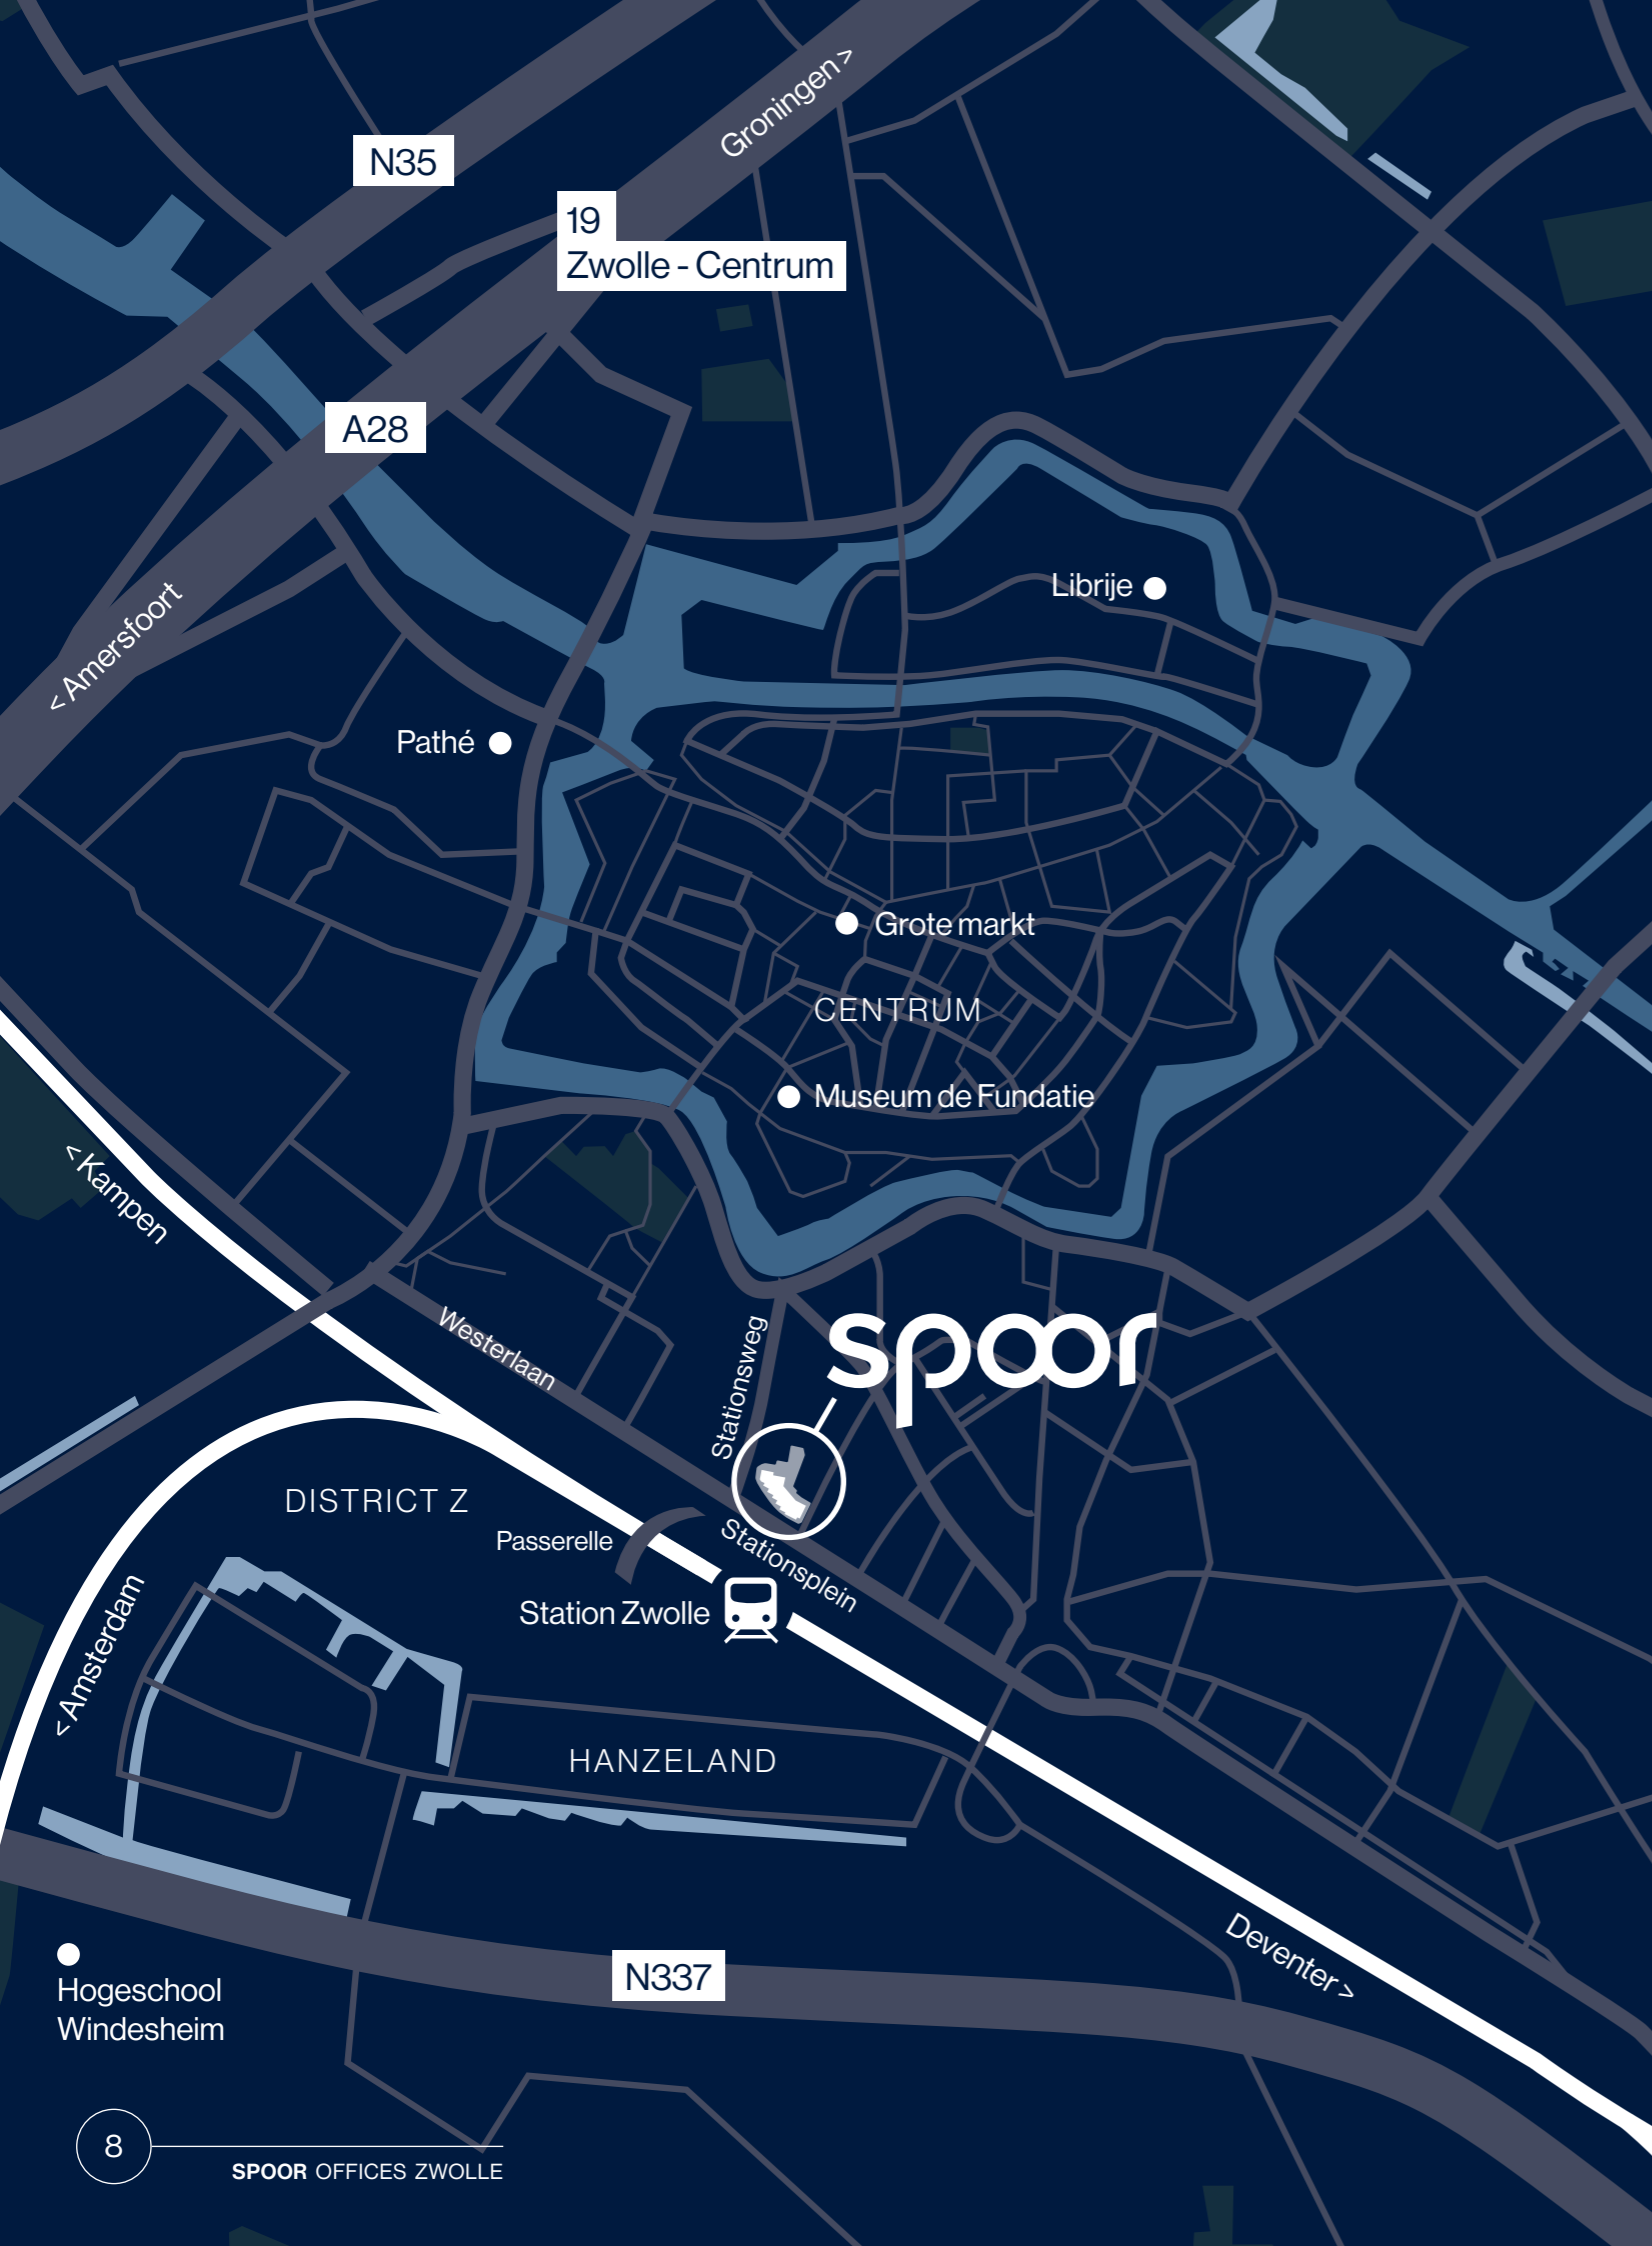 Groningen >
N35
19
Zwolle - Centrum
A28
Librije
< Amersfoort
Pathé
Grote markt
CENTRUM
Museum de Fundatie
< Kampen
Westerlaan
Stationsweg
spoor
DISTRICT Z
Passerelle
Stationsplein
Station Zwolle
< Amsterdam
HANZELAND
Deventer >
N337
Hogeschool
Windesheim
8
SPOOR OFFICES ZWOLLE